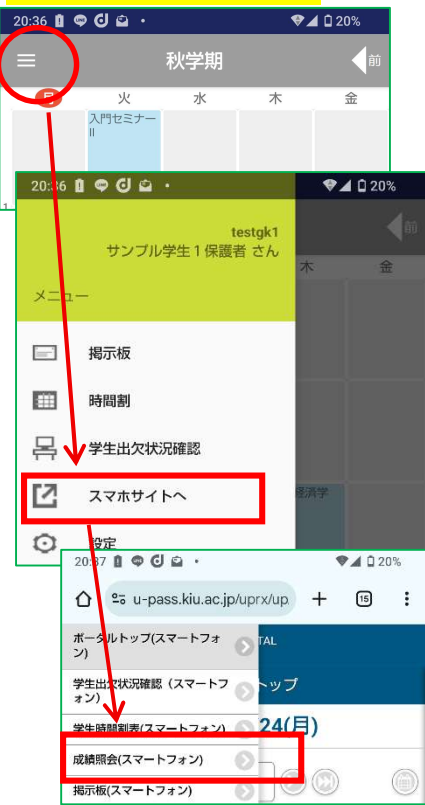 20:36 20%
秋学期 前
月 火 水 木 金
入門セミナー
II
1
20:36 20%
testgk1
サンプル学生1保護者 さん
前
木 金
メニュー
掲示板
時間割
学生出欠状況確認
スマホサイトへ
経済学
設定
20:37 20%
u-pass.kiu.ac.jp/uprx/up. 15
ポータルトップ(スマートフォ
ン)
TAL
学生出欠状況確認（スマートフ
ォン）
トップ
学生時間割表(スマートフォン)
24(月)
成績照会(スマートフォン)
掲示板(スマートフォン)